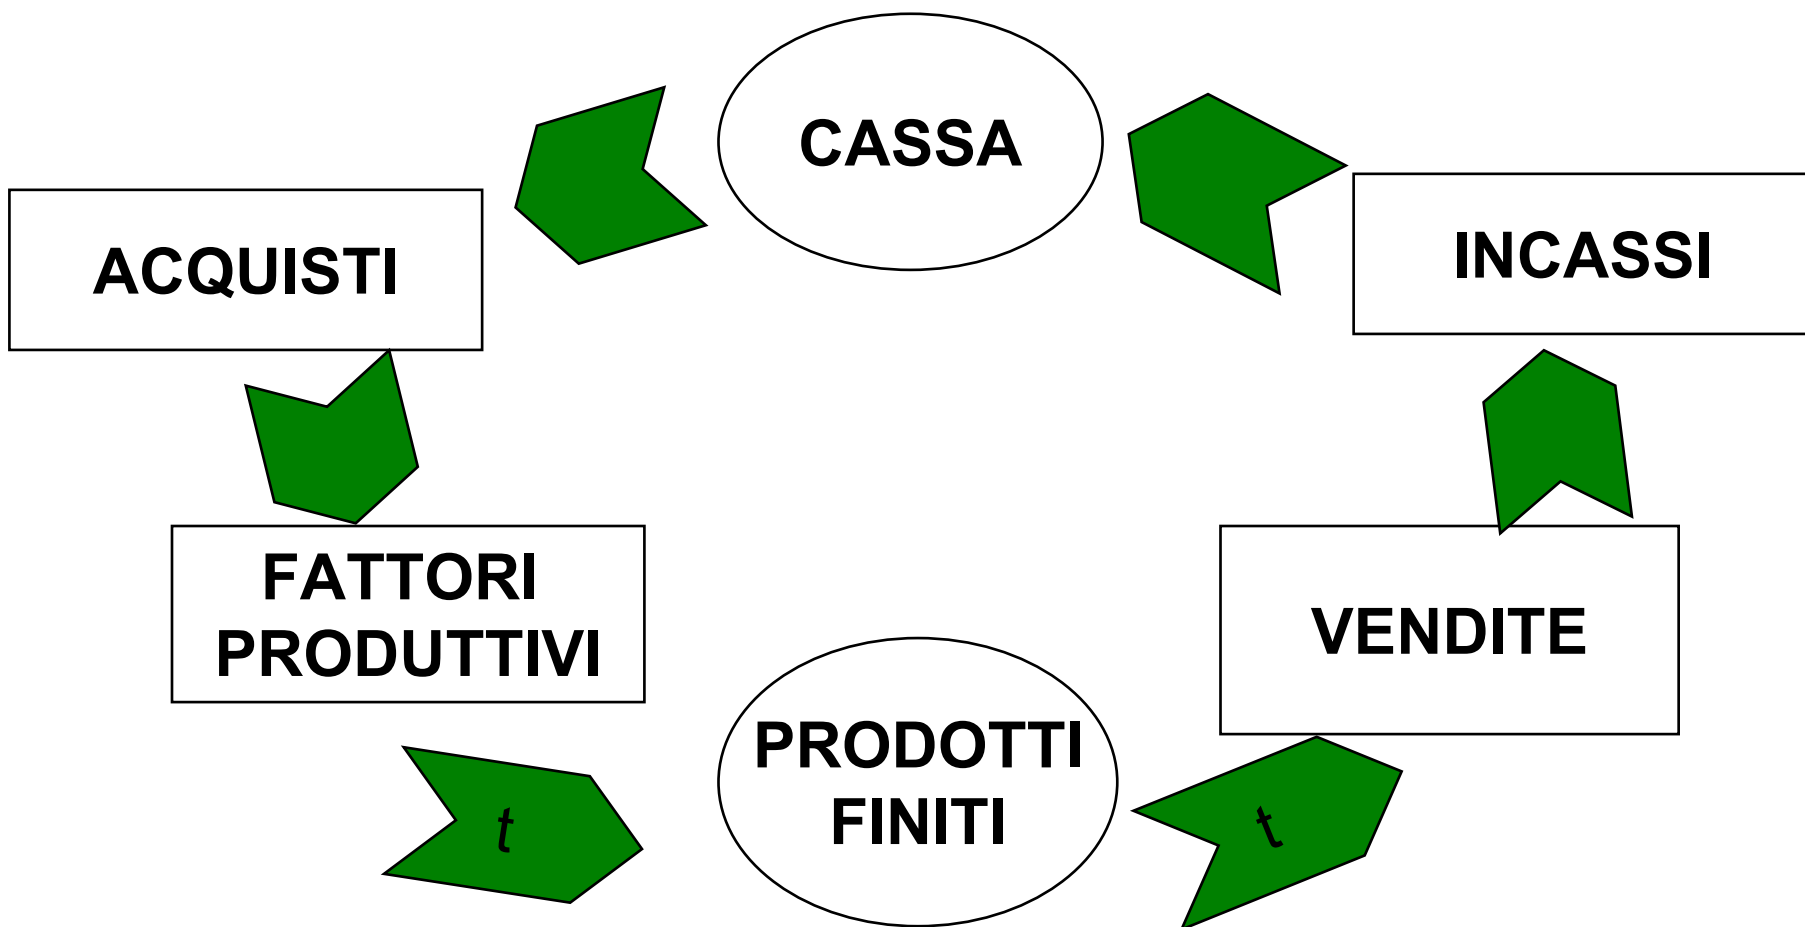 CASSA
ACQUISTI
INCASSI
FATTORI
PRODUTTIVI
VENDITE
PRODOTTI
FINITI
t
t